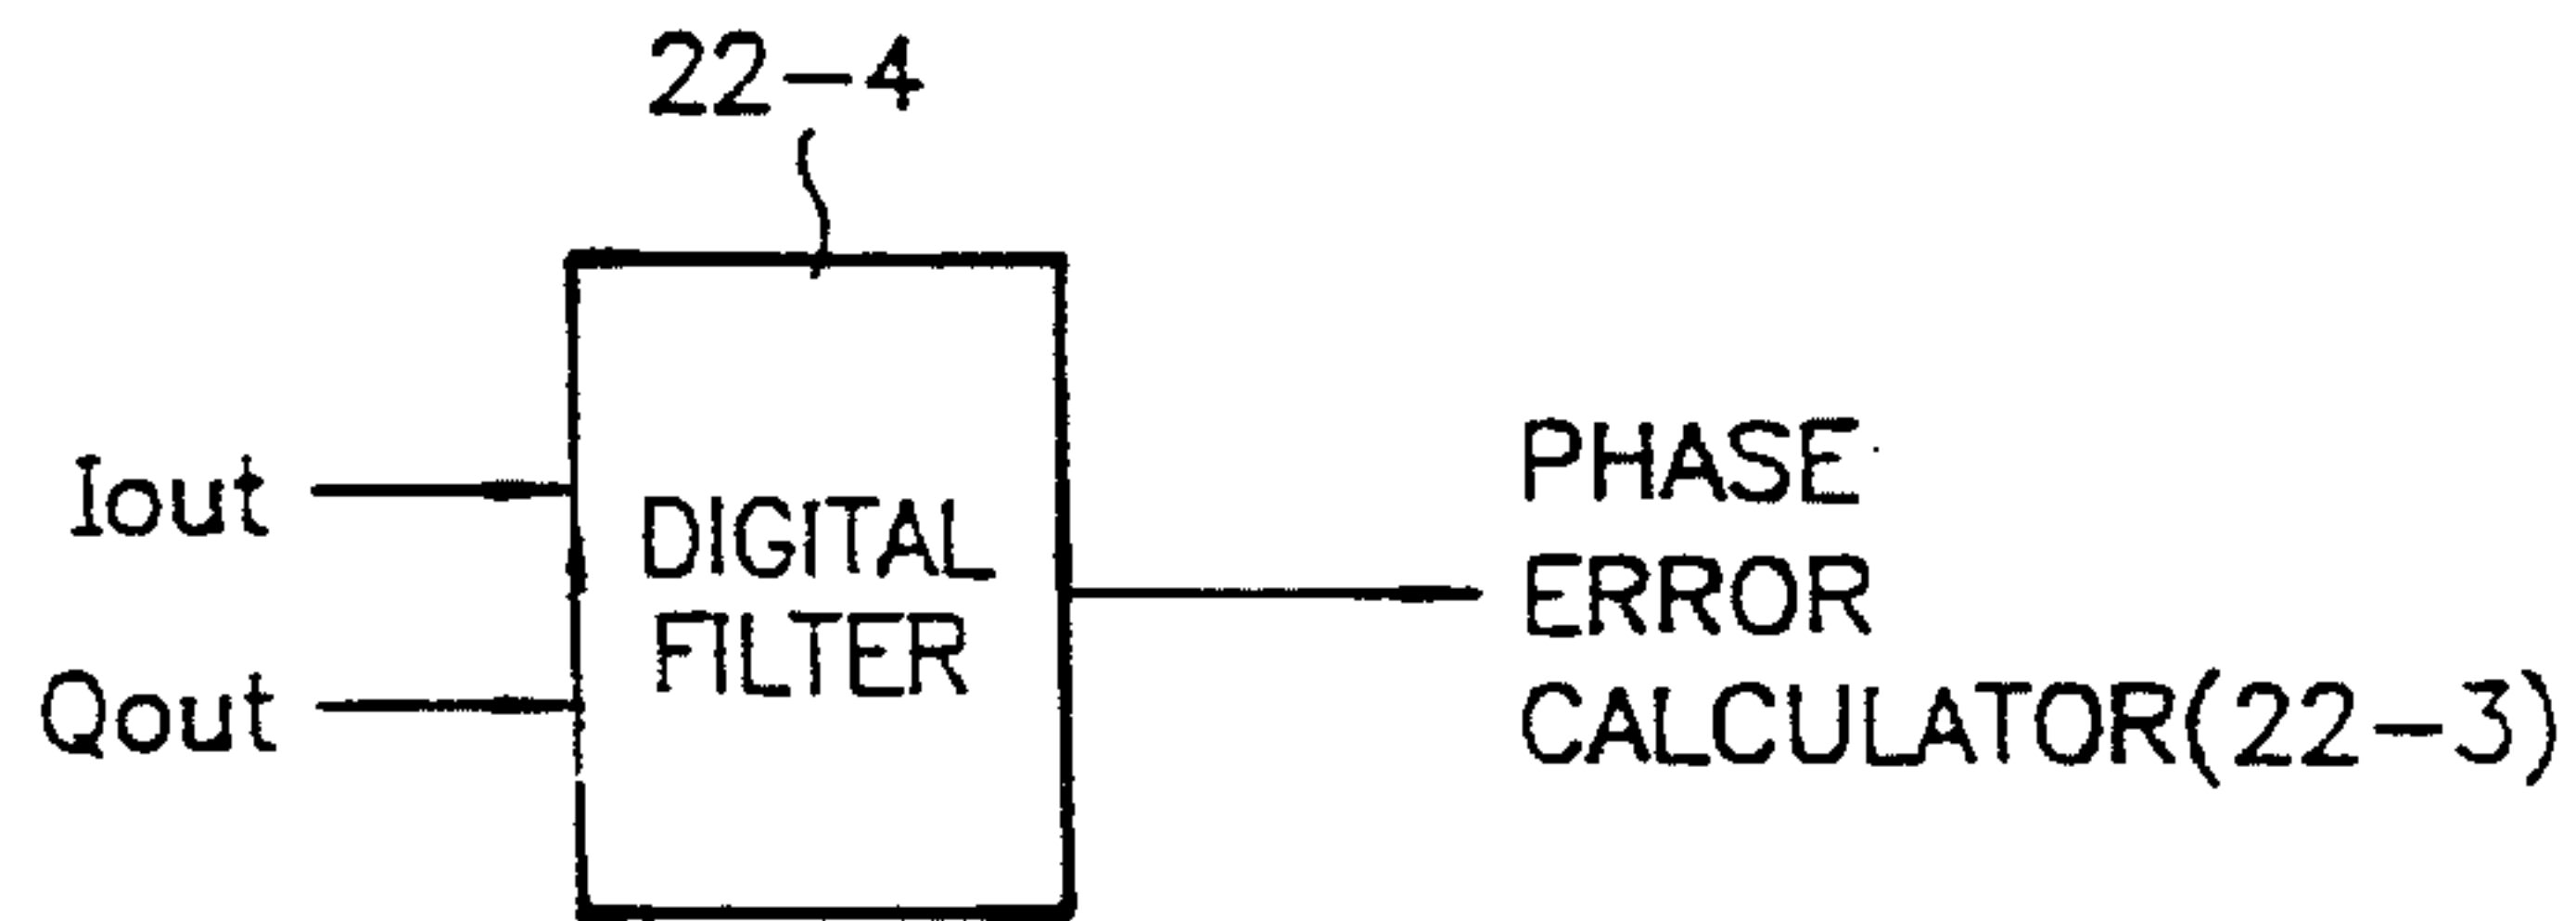 22-4
Iout
Qout
DIGITAL
FILTER
PHASE
ERROR
CALCULATOR(22-3)